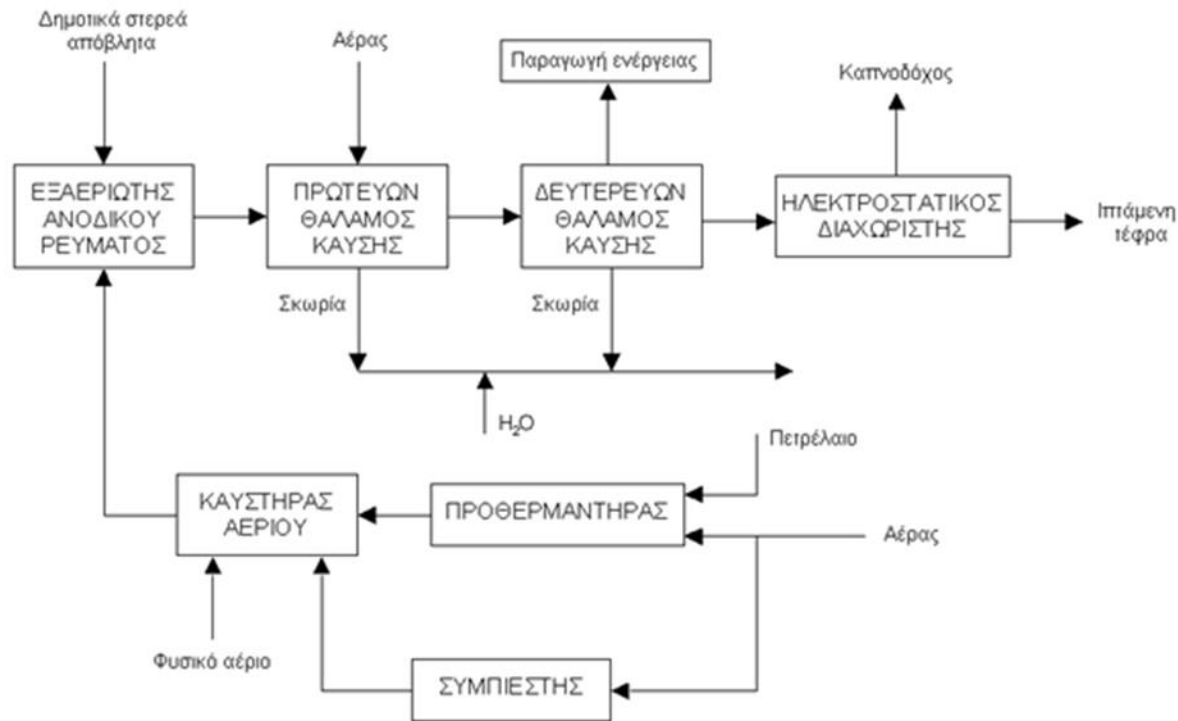 Δημοτικά στερεά
απόβλητα
Αέρας
Παραγωγή ενέργειας
Καπνοδόχος
ΕΞΑΕΡΙΩΤΗΣ
ΑΝΟΔΙΚΟΥ
ΡΕΥΜΑΤΟΣ
ΠΡΩΤΕΥΩΝ
ΘΑΛΑΜΟΣ
ΚΑΥΣΗΣ
ΔΕΥΤΕΡΕΥΩΝ
ΘΑΛΑΜΟΣ
ΚΑΥΣΗΣ
ΗΛΕΚΤΡΟΣΤΑΤΙΚΟΣ
ΔΙΑΧΩΡΙΣΤΗΣ
Ιπτάμενη
τέφρα
Σκωρία
Σκωρία
H₂O
Πετρέλαιο
ΚΑΥΣΤΗΡΑΣ
ΑΕΡΙΟΥ
ΠΡΟΘΕΡΜΑΝΤΗΡΑΣ
Αέρας
Φυσικό αέριο
ΣΥΜΠΙΕΣΤΗΣ